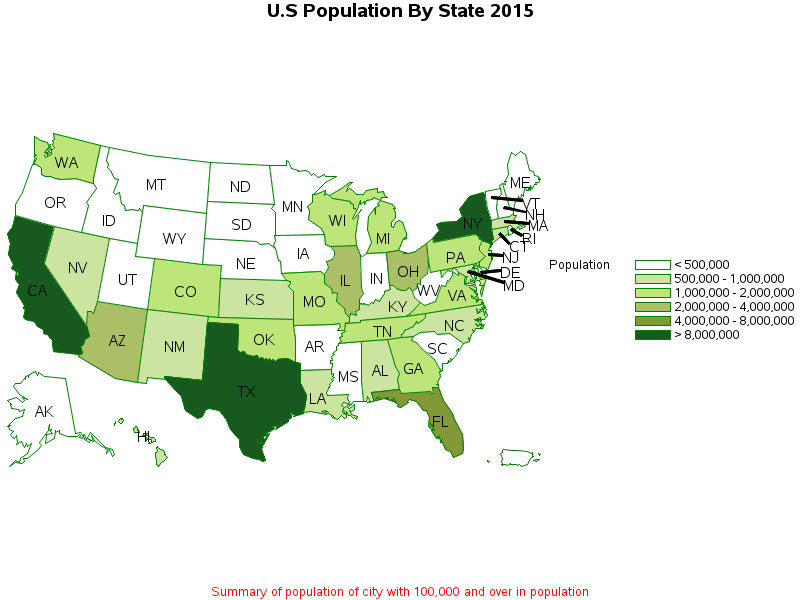 U.S Population By State 2015
WA
MT
ND
MN
ME
OR
ID
SD
WI
MI
NY
VT
NH
MA
RI
CT
WY
IA
NE
PA
NJ
NV
UT
CO
IL
IN
OH
DE
MD
CA
KS
MO
WV
VA
KY
AZ
NM
OK
TN
NC
AR
SC
TX
MS
AL
GA
LA
AK
FL
HI
Population
< 500,000
500,000 - 1,000,000
1,000,000 - 2,000,000
2,000,000 - 4,000,000
4,000,000 - 8,000,000
> 8,000,000
Summary of population of city with 100,000 and over in population